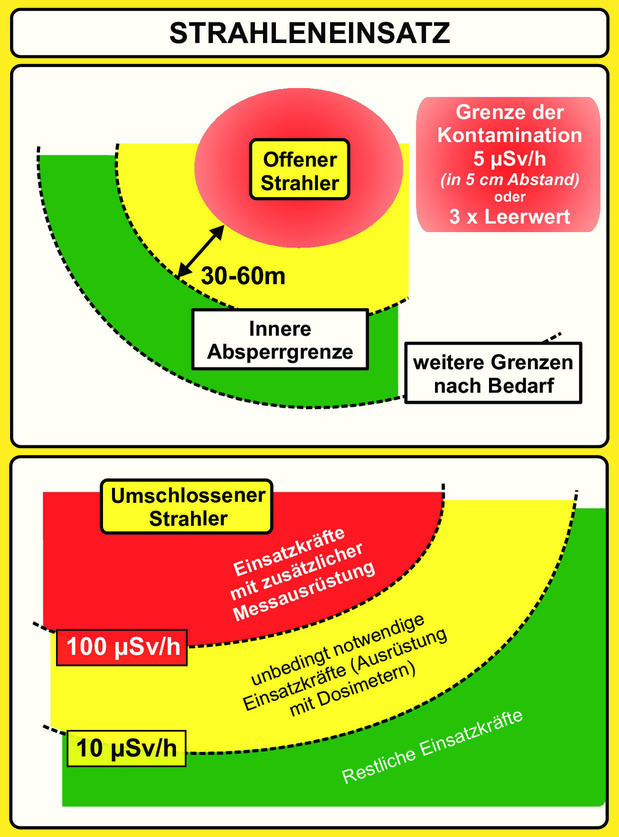 STRAHLENEINSATZ
Offener
Strahler
Grenze der
Kontamination
5 µSv/h
(in 5 cm Abstand)
oder
3 x Leerwert
30-60m
Innere
Absperrgrenze
weitere Grenzen
nach Bedarf
Umschlossener
Strahler
Einsatzkräfte
mit zusätzlicher
Messausrüstung
100 µSv/h
unbedingt notwendige
Einsatzkräfte (Ausrüstung
mit Dosimetern)
10 µSv/h
Restliche Einsatzkräfte